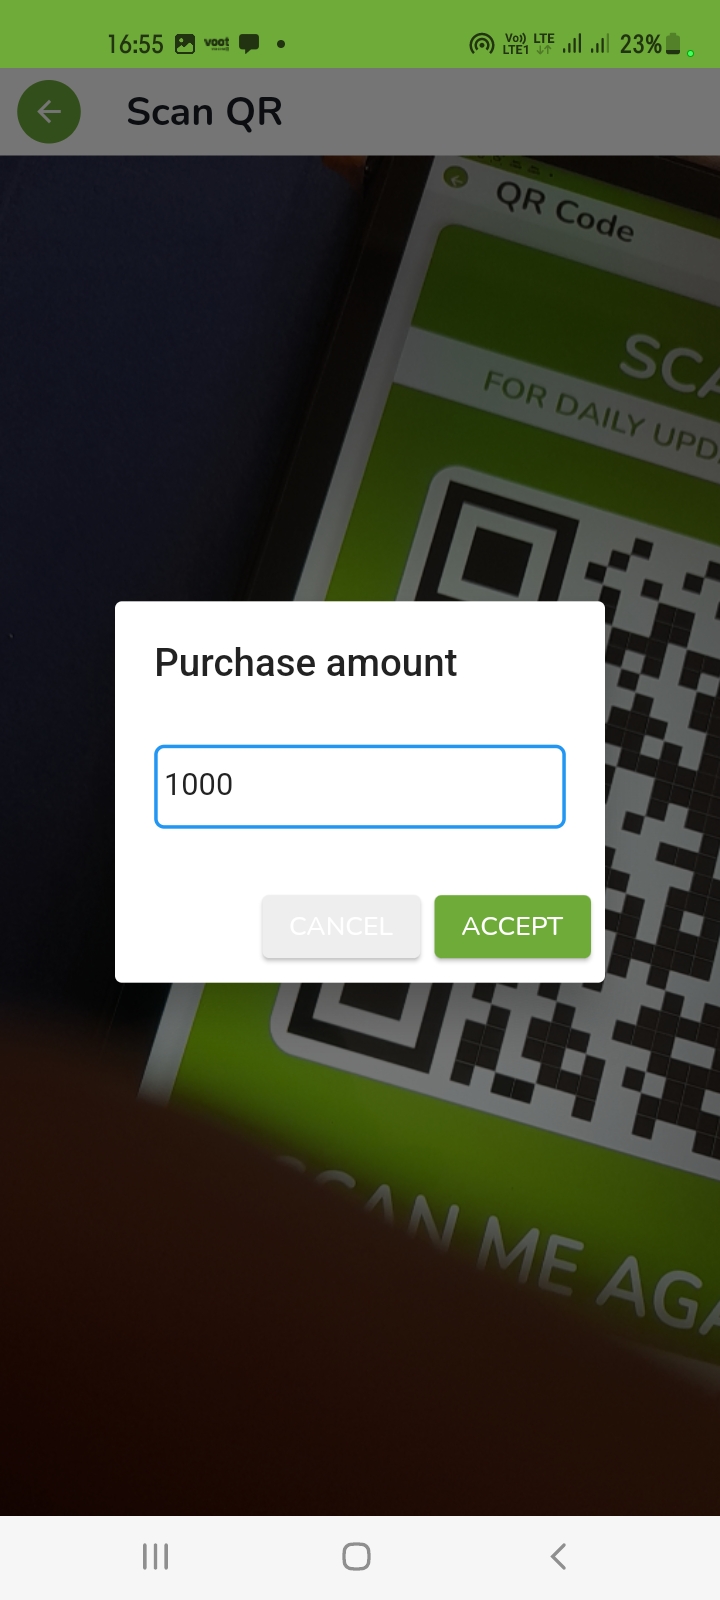 16:55 voot Vo)) LTE 23%
LTE1
Scan QR
QR Code
SCA
FOR DAILY UPD
Purchase amount
1000
CANCEL ACCEPT
SCAN ME AGA